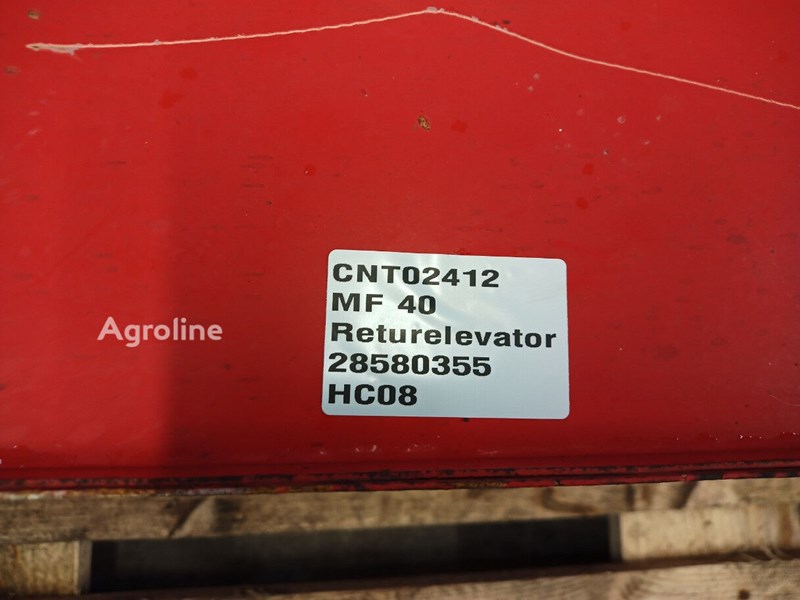 CNT02412
MF 40
Agroline
Returelevator
28580355
HC08